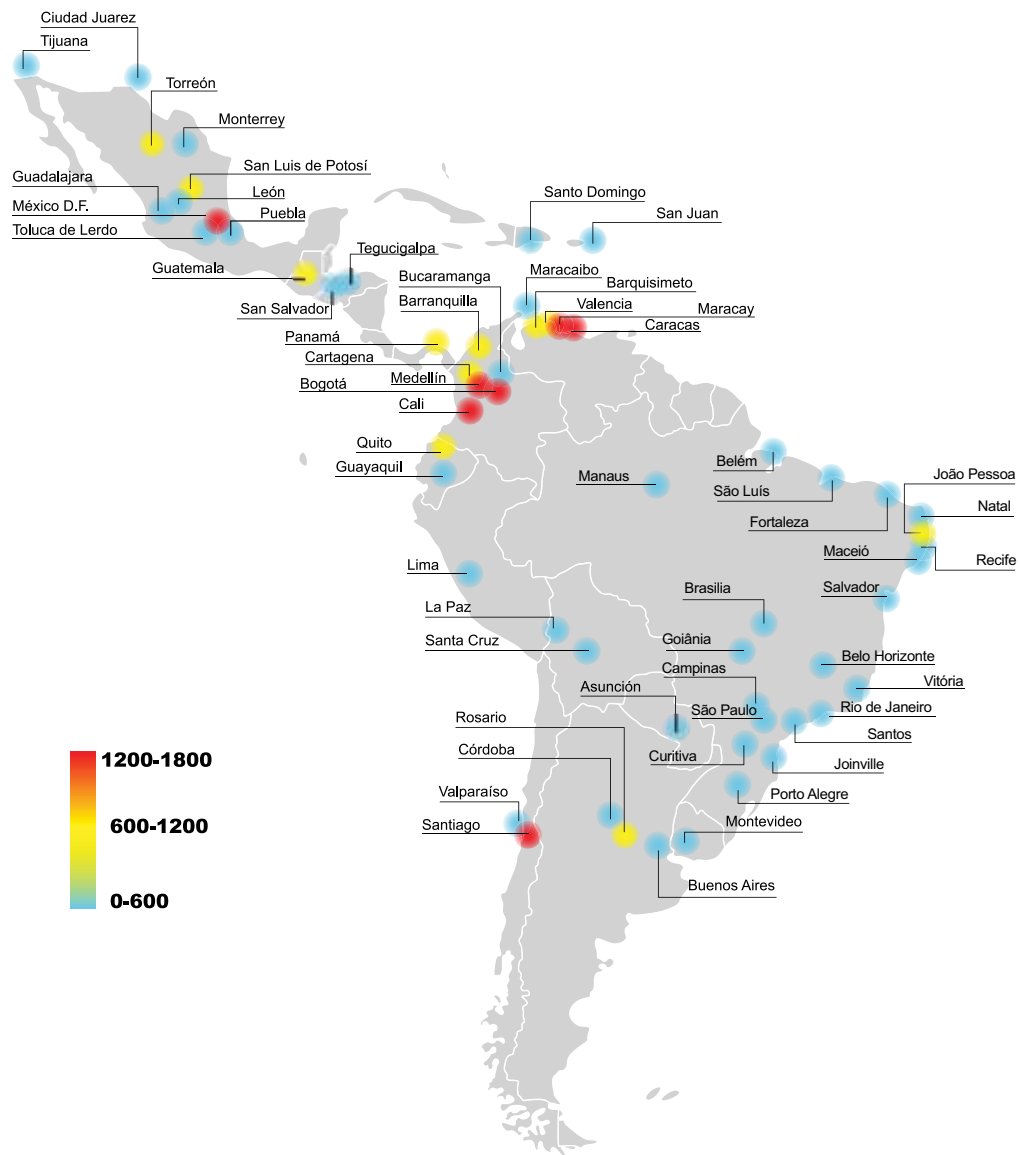 Ciudad Juarez
Tijuana
Torreón
Monterrey
San Luis de Potosí
Guadalajara
León
México D.F.
Puebla
Toluca de Lerdo
Santo Domingo
San Juan
Tegucigalpa
Guatemala
Bucaramanga
Maracaibo
Barquisimeto
San Salvador
Barranquilla
Valencia
Maracay
Caracas
Panamá
Cartagena
Medellín
Bogotá
Cali
Quito
Guayaquil
Manaus
Belém
São Luís
João Pessoa
Natal
Fortaleza
Maceió
Recife
Lima
Salvador
Brasilia
La Paz
Santa Cruz
Goiânia
Belo Horizonte
Campinas
Vitória
Asunción
São Paulo
Rio de Janeiro
Rosario
Santos
Córdoba
Curitiva
Joinville
1200-1800
Valparaíso
Porto Alegre
600-1200
Santiago
Montevideo
Buenos Aires
0-600